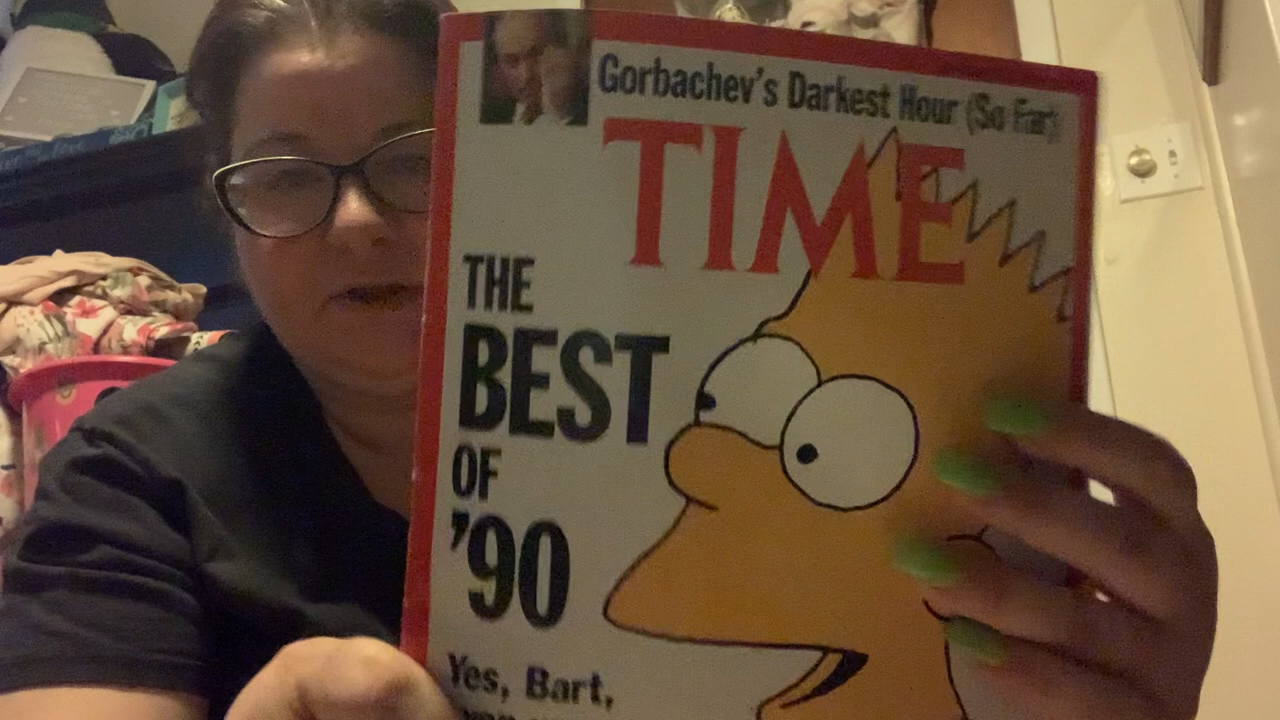 Gorbachev's Darkest Hour (So Far)
TIME
THE
BEST
OF
'90
Yes, Bart,